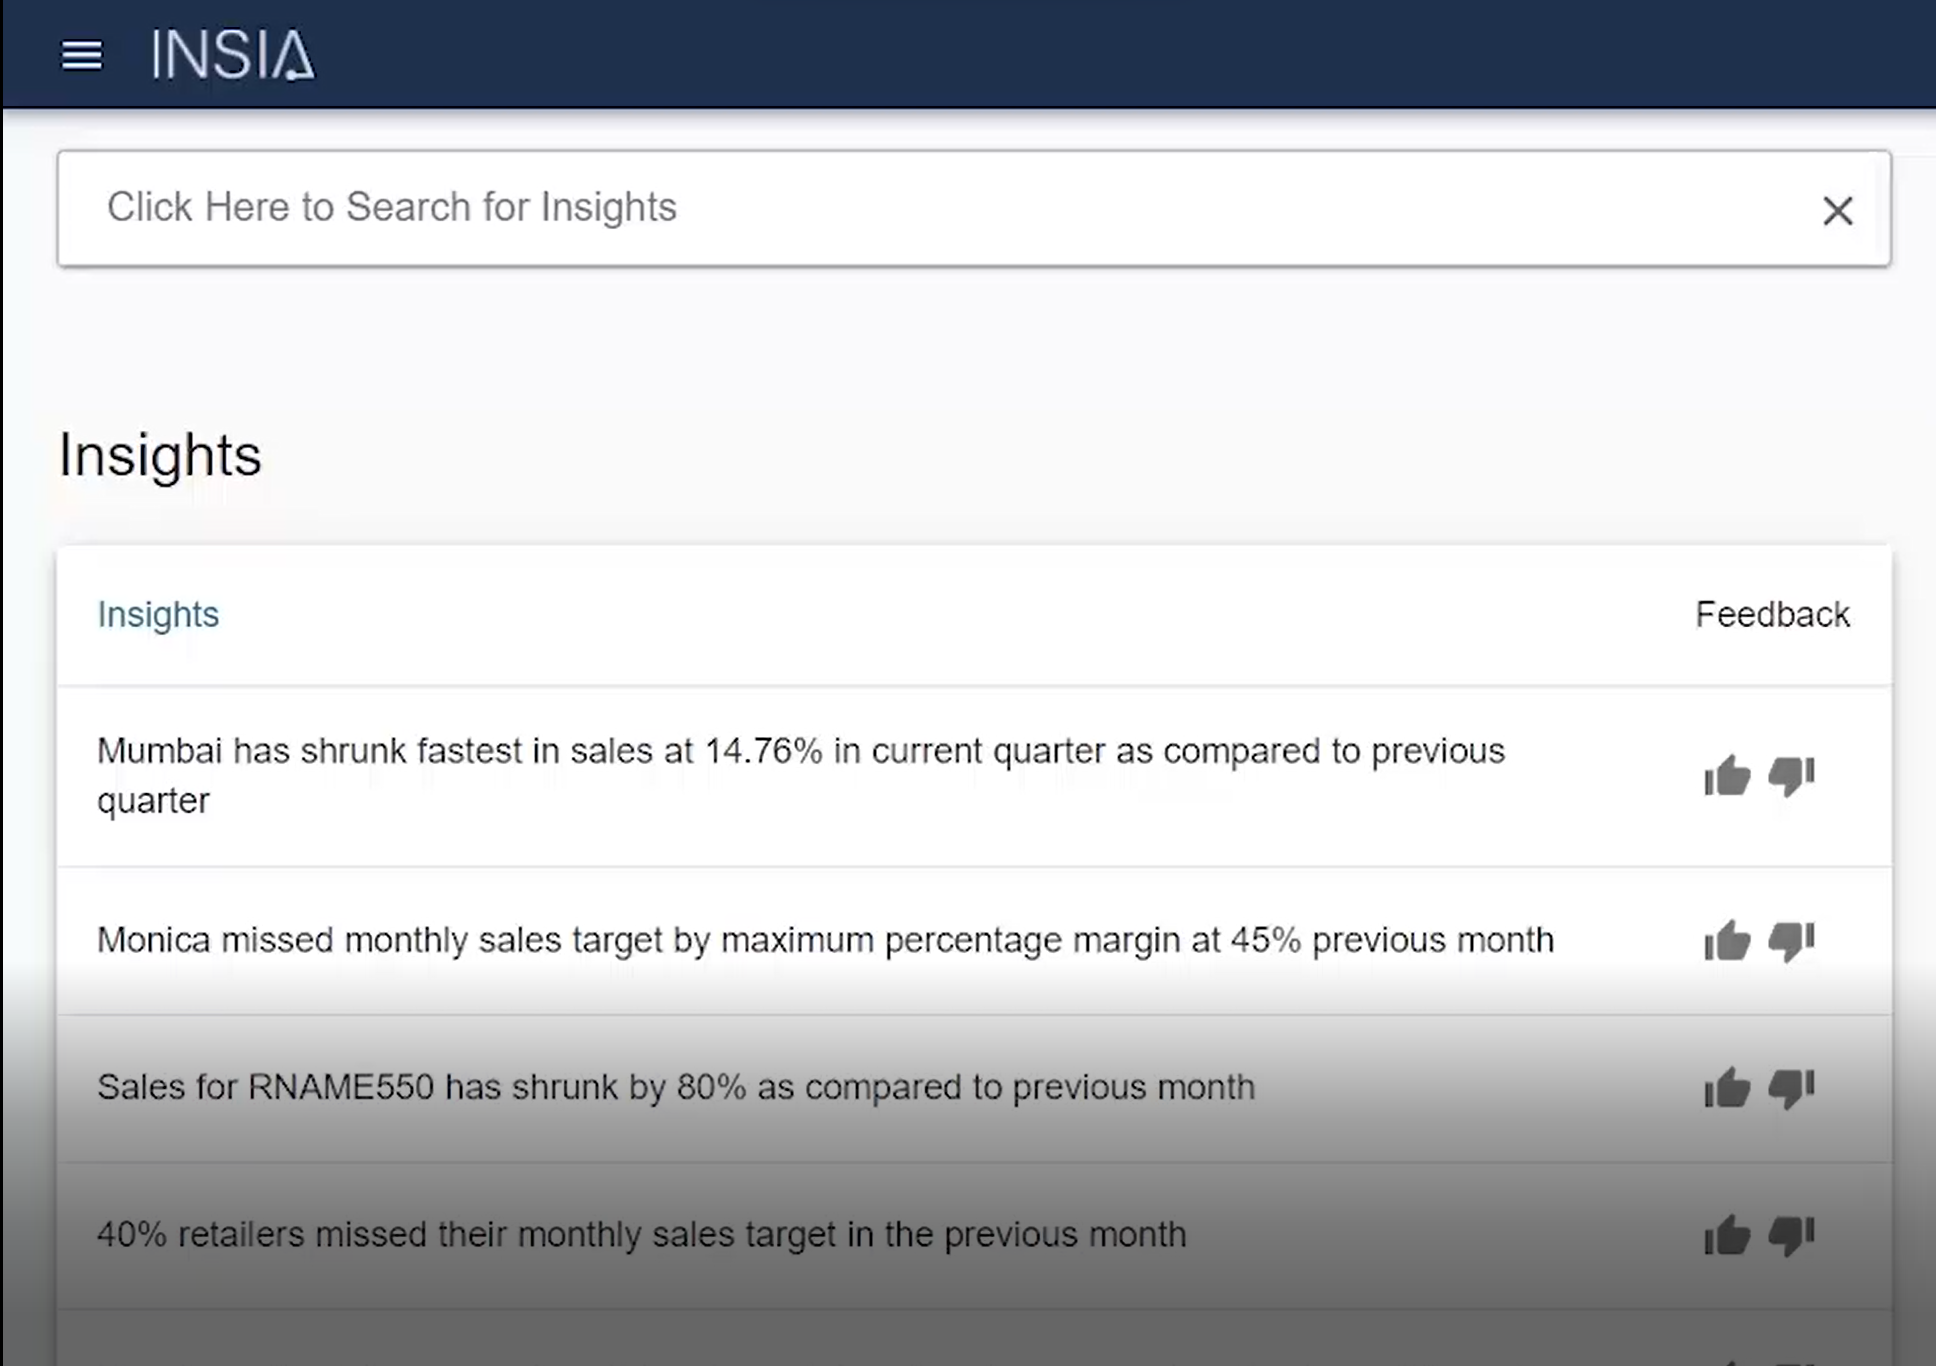 INSIA
Click Here to Search for Insights
Insights
Insights Feedback
Mumbai has shrunk fastest in sales at 14.76% in current quarter as compared to previous
quarter
Monica missed monthly sales target by maximum percentage margin at 45% previous month
Sales for RNAME550 has shrunk by 80% as compared to previous month
40% retailers missed their monthly sales target in the previous month